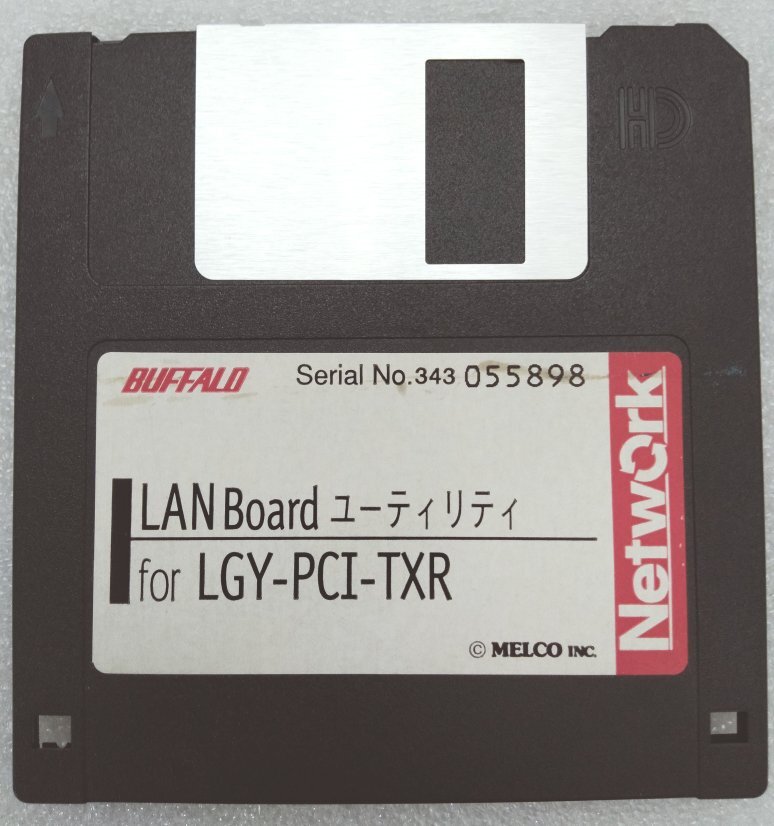 HD
BUFFALO
Serial No.343 055898
LAN Board ユーティリティ
for LGY-PCI-TXR
© MELCO INC.
Network